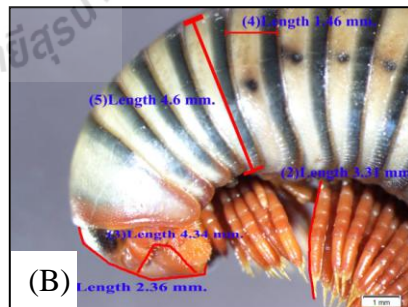 (4)Length 1.46 mm.
(5)Length 4.6 mm.
(2)Length 3.31 mm.
(3)Length 4.34 mm.
Length 2.36 mm.
(B)
1 mm